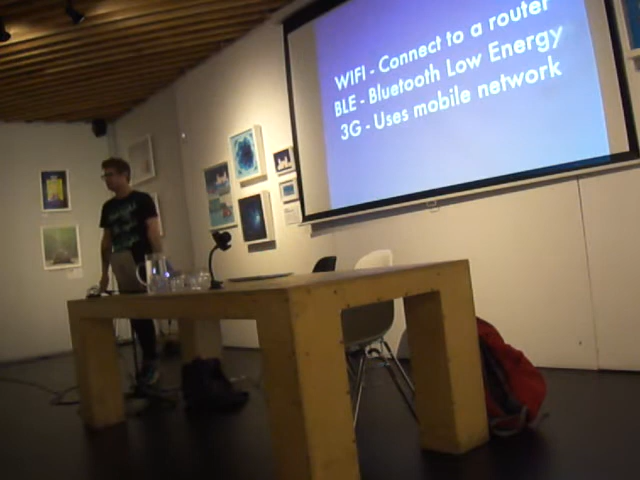 WIFI - Connect to a router
BLE - Bluetooth Low Energy
3G - Uses mobile network